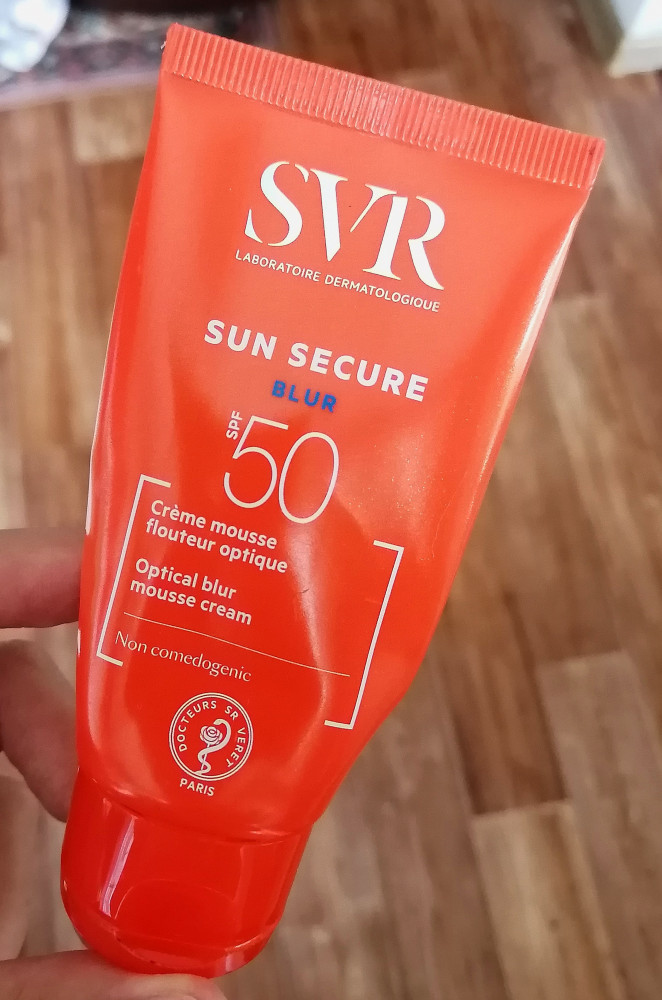 SVR
LABORATOIRE DERMATOLOGIQUE
SUN SECURE
BLUR
SPF 50
Crème mousse
flouteur optique
Optical blur
mousse cream
Non comedogenic
DOCTEURS SR VERET
PARIS